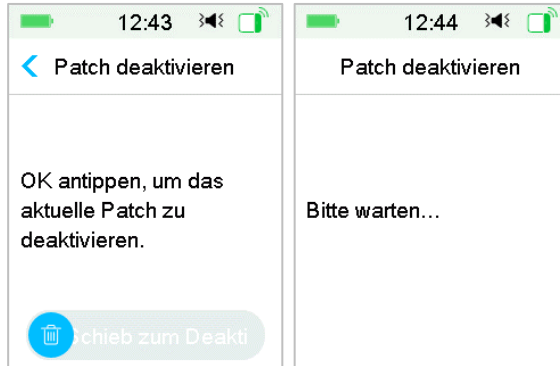 12:43
Patch deaktivieren
OK antippen, um das
aktuelle Patch zu
deaktivieren.
chieb zum Deakti
12:44
Patch deaktivieren
Bitte warten...